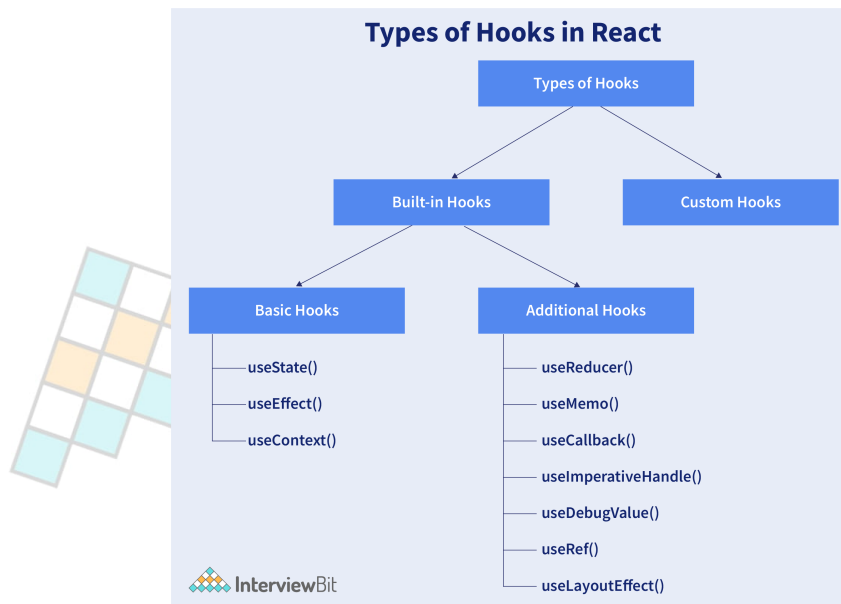 Types of Hooks in React
Types of Hooks
Built-in Hooks
Custom Hooks
Basic Hooks
Additional Hooks
useState()
useEffect()
useContext()
useReducer()
useMemo()
useCallback()
useImperativeHandle()
useDebugValue()
useRef()
useLayoutEffect()
InterviewBit